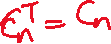 C_n^T = C_n